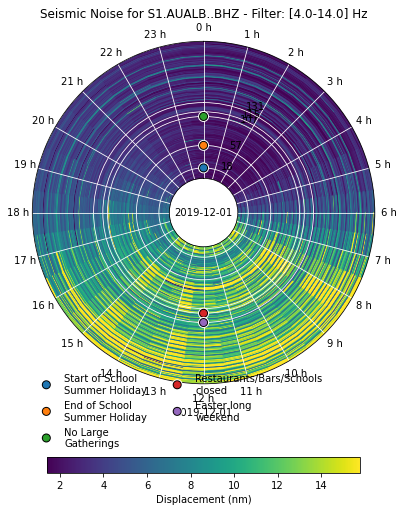 Seismic Noise for S1.AUALB..BHZ - Filter: [4.0-14.0] Hz
0 h
1 h
2 h
3 h
4 h
5 h
6 h
7 h
8 h
9 h
10 h
11 h
12 h
13 h
14 h
15 h
16 h
17 h
18 h
19 h
20 h
21 h
22 h
23 h
131
57
18
2019-12-01
Start of School
Summer Holiday
End of School
Summer Holiday
No Large
Gatherings
Restaurants/Bars/Schools
closed
Easter long
weekend
2 4 6 8 10 12 14
Displacement (nm)